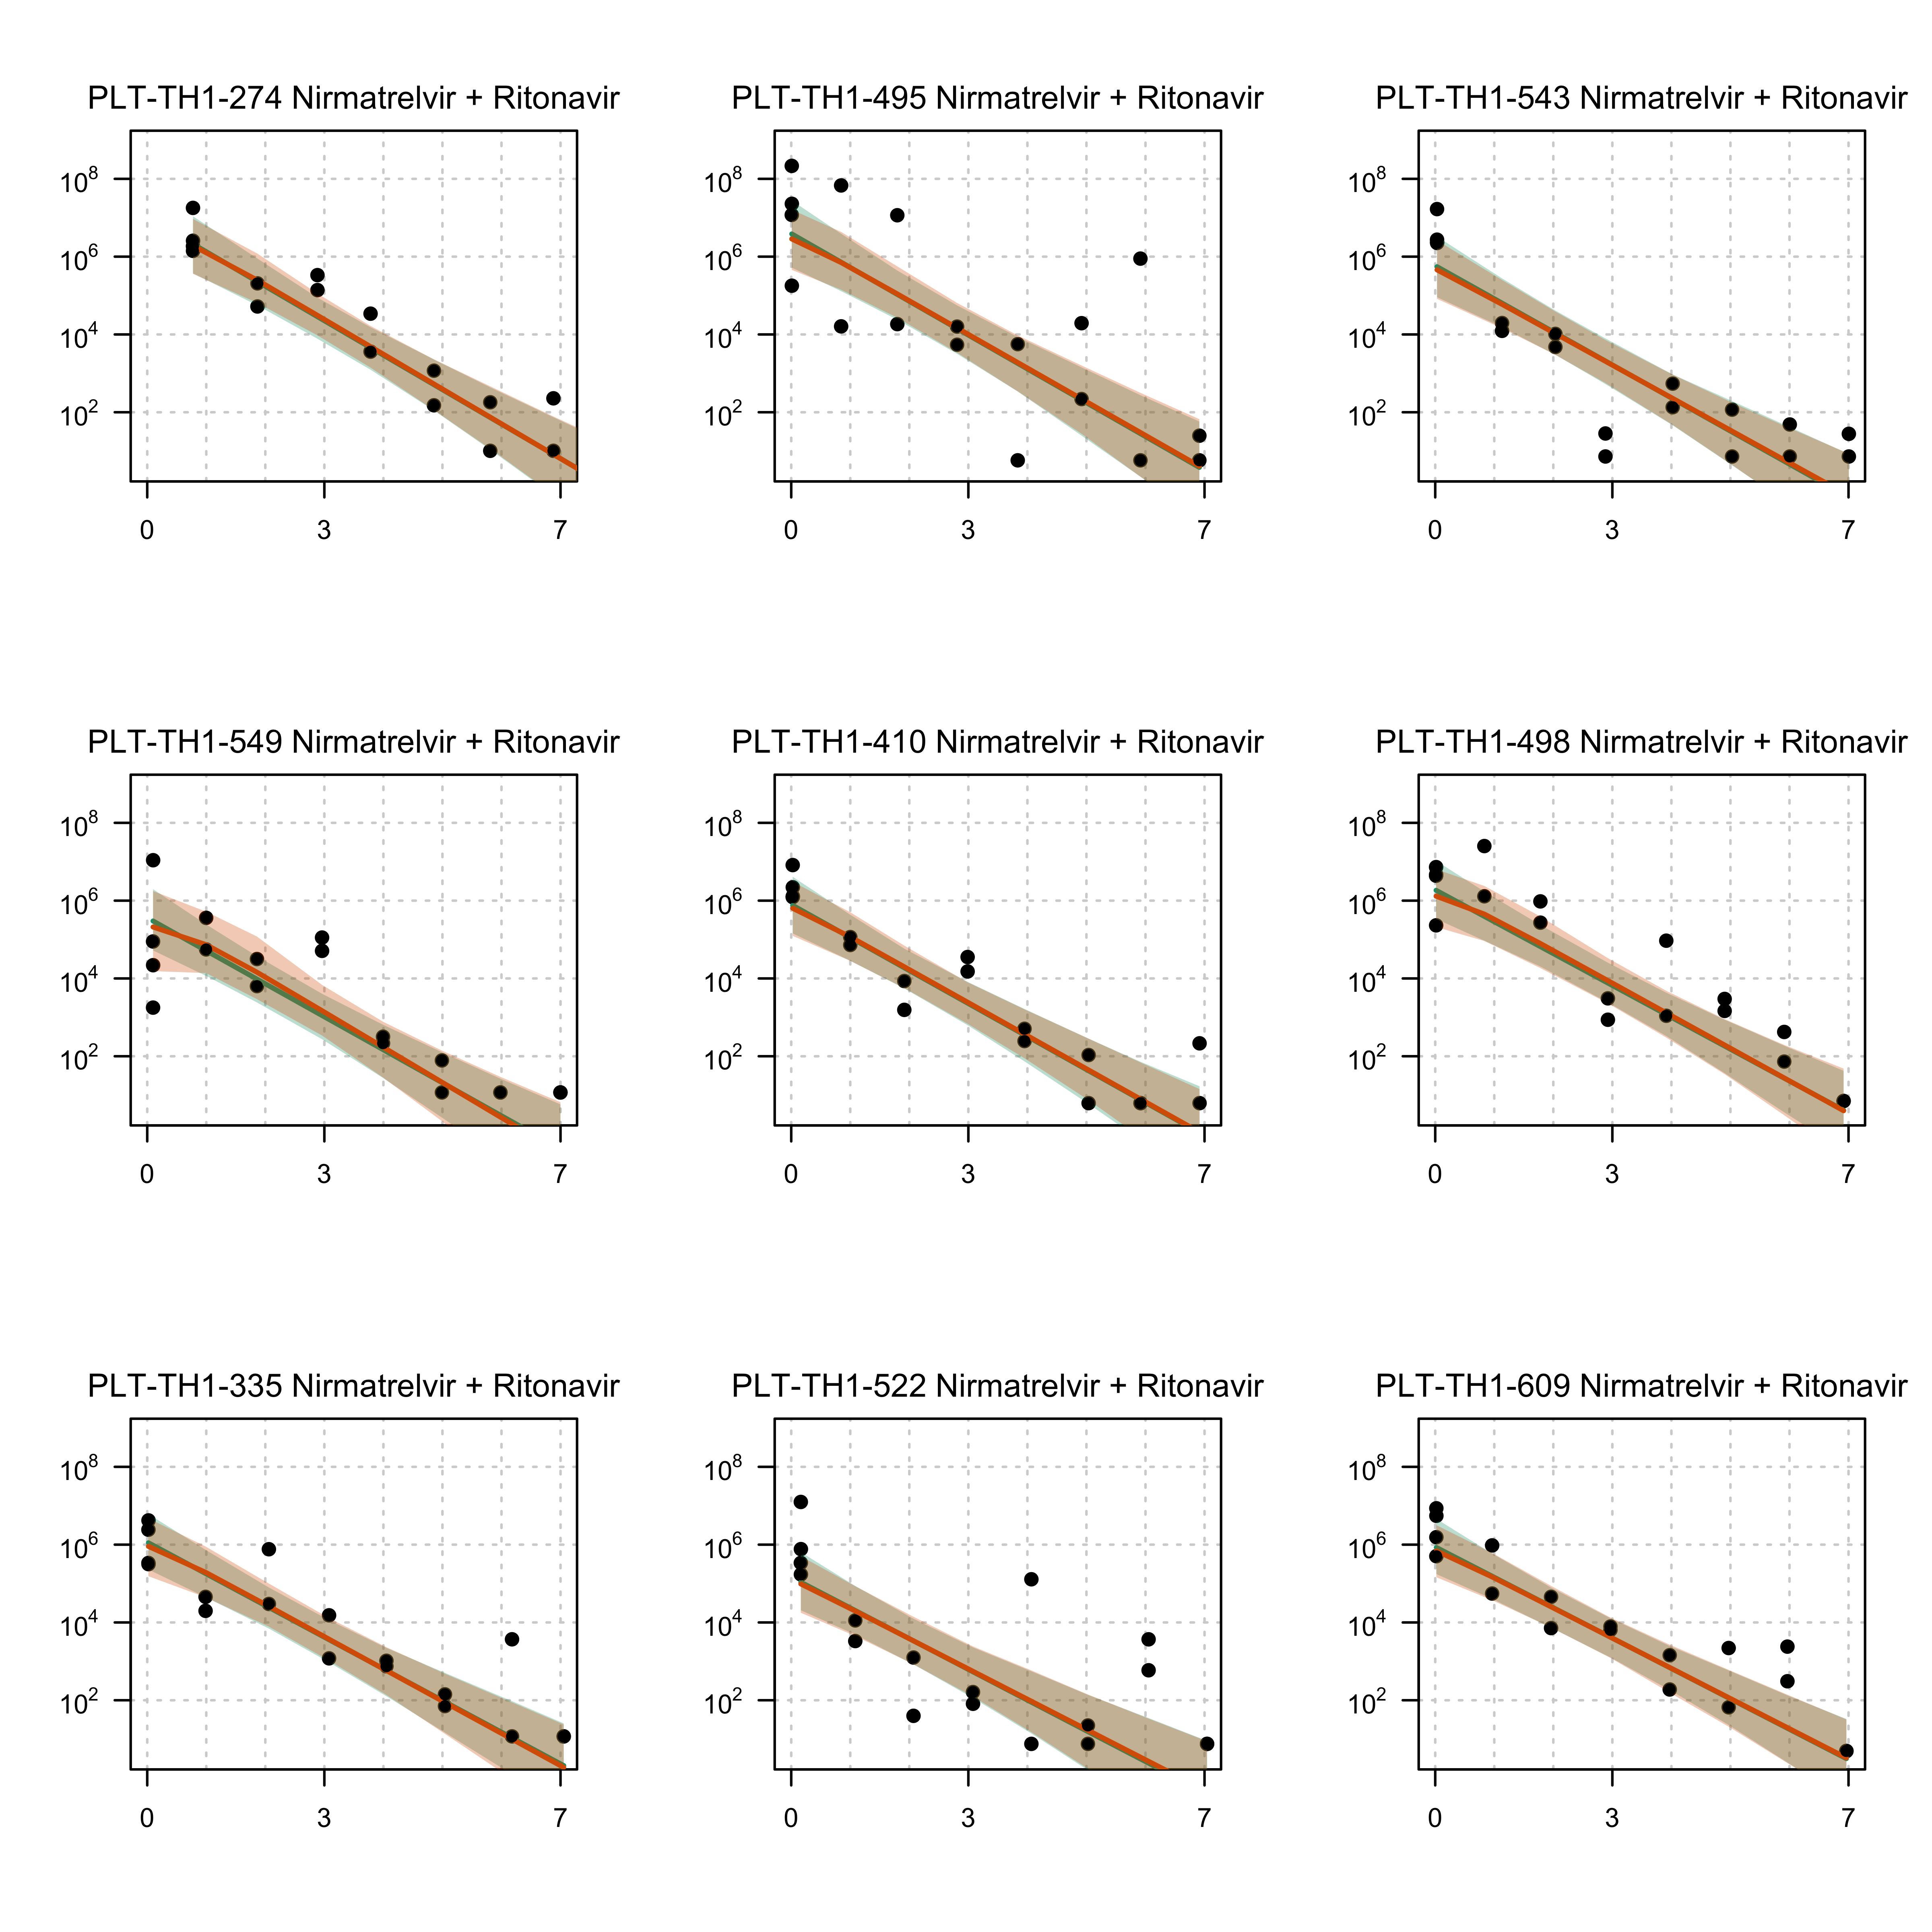 PLT-TH1-274 Nirmatrelvir + Ritonavir
10^8
10^6
10^4
10^2
0 3 7
PLT-TH1-495 Nirmatrelvir + Ritonavir
10^8
10^6
10^4
10^2
0 3 7
PLT-TH1-543 Nirmatrelvir + Ritonavir
10^8
10^6
10^4
10^2
0 3 7
PLT-TH1-549 Nirmatrelvir + Ritonavir
10^8
10^6
10^4
10^2
0 3 7
PLT-TH1-410 Nirmatrelvir + Ritonavir
10^8
10^6
10^4
10^2
0 3 7
PLT-TH1-498 Nirmatrelvir + Ritonavir
10^8
10^6
10^4
10^2
0 3 7
PLT-TH1-335 Nirmatrelvir + Ritonavir
10^8
10^6
10^4
10^2
0 3 7
PLT-TH1-522 Nirmatrelvir + Ritonavir
10^8
10^6
10^4
10^2
0 3 7
PLT-TH1-609 Nirmatrelvir + Ritonavir
10^8
10^6
10^4
10^2
0 3 7